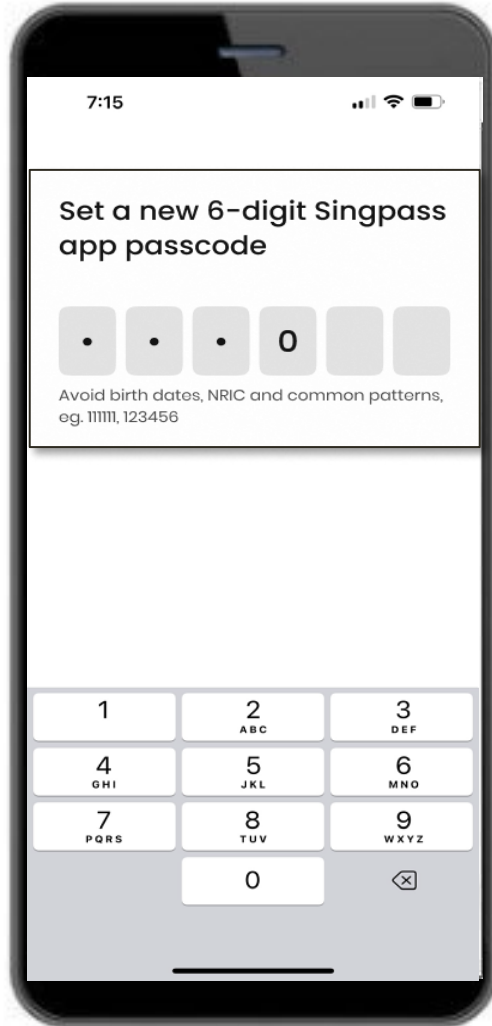 7:15
Set a new 6-digit Singpass
app passcode
• • • 0
Avoid birth dates, NRIC and common patterns,
eg. 111111, 123456
1 2 3
ABC DEF
4 5 6
GHI JKL MNO
7 8 9
PQRS TUV WXYZ
0